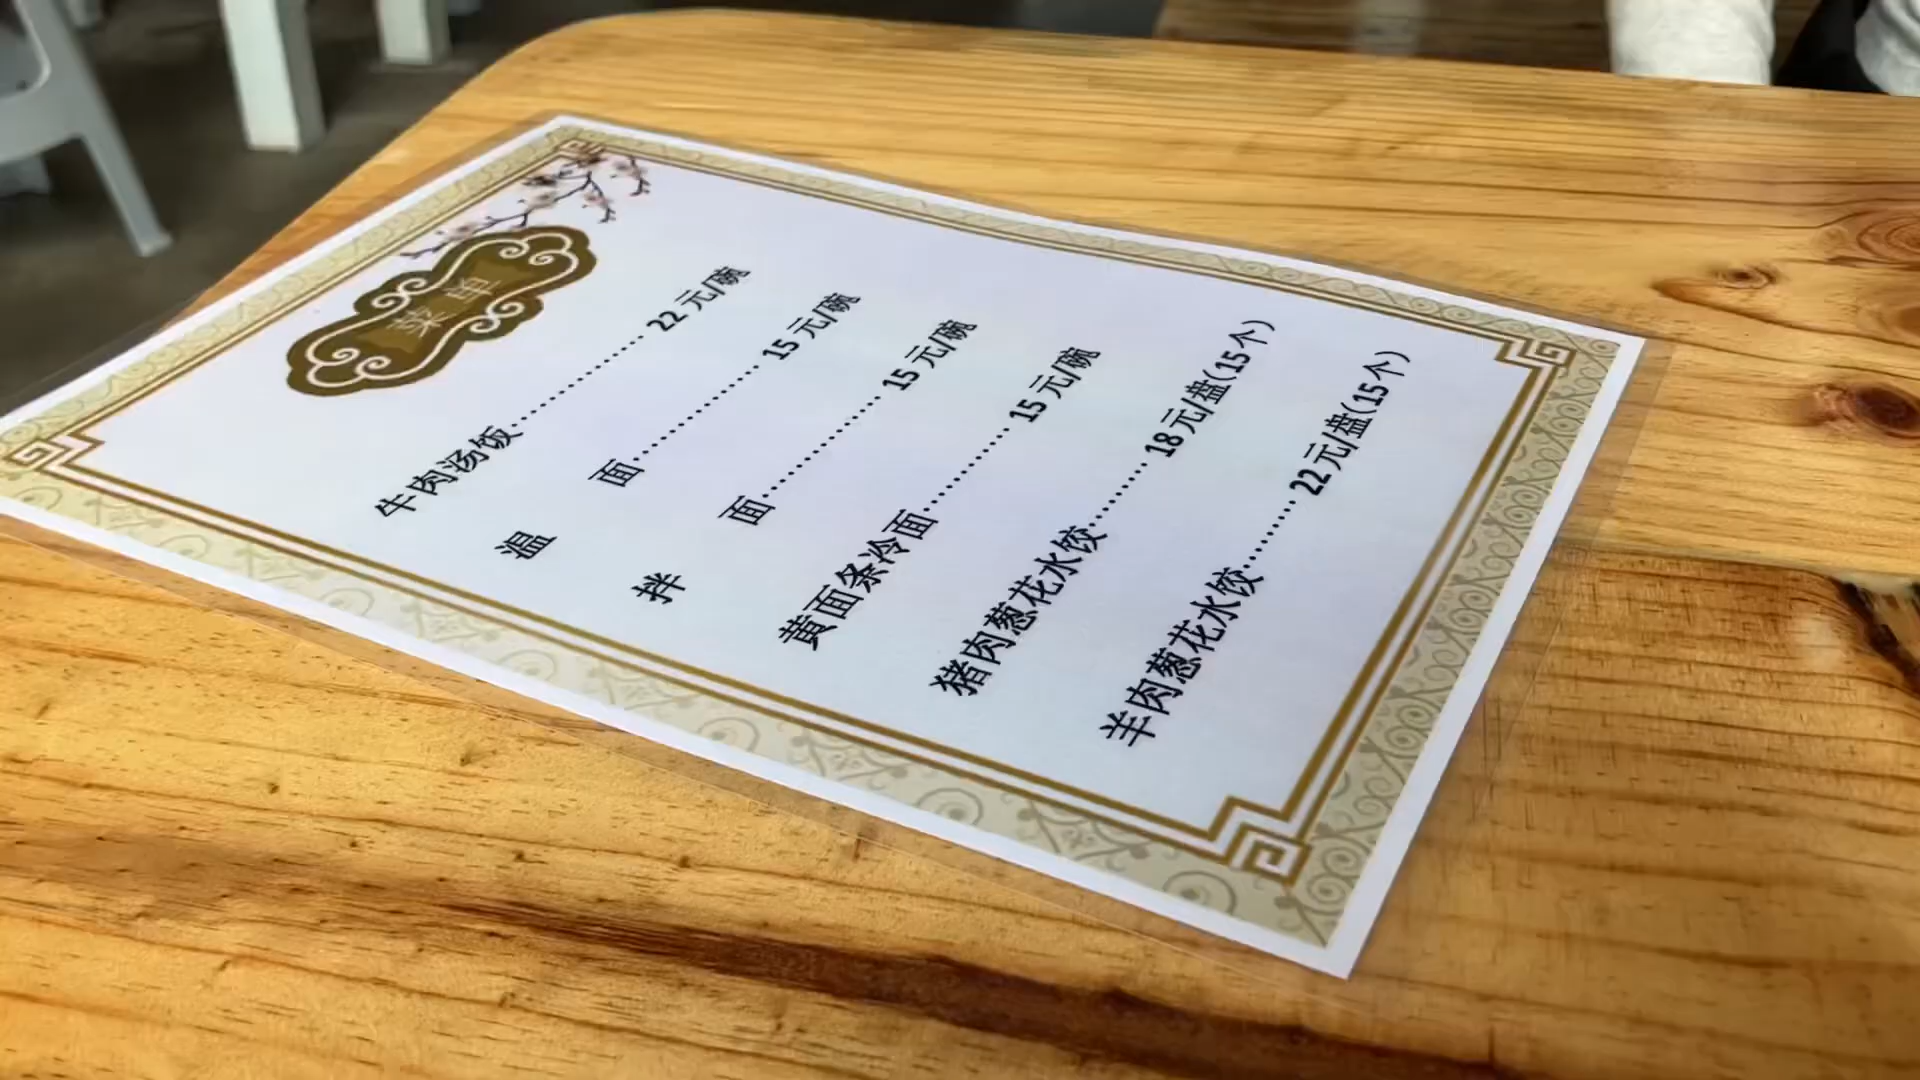 菜单
牛肉汤饭············22元/碗
温面············15元/碗
拌面············15元/碗
黄面条冷面·········15元/碗
猪肉葱花水饺·······18元/盘(15个)
羊肉葱花水饺·······22元/盘(15个)